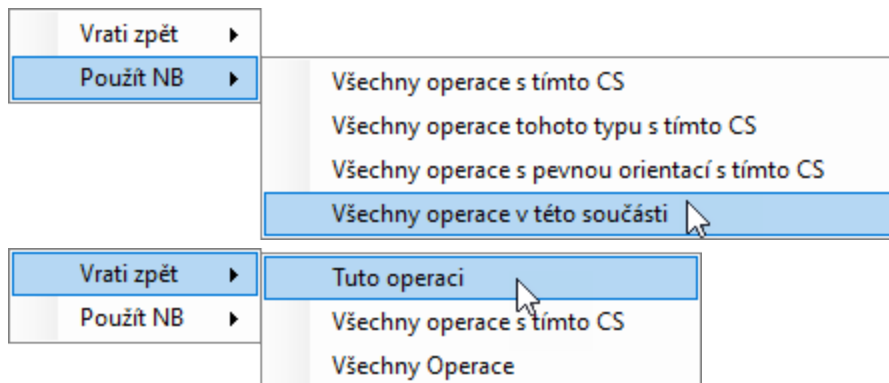 Vrati zpět
Použít NB
Všechny operace s tímto CS
Všechny operace tohoto typu s tímto CS
Všechny operace s pevnou orientací s tímto CS
Všechny operace v této součásti
Vrati zpět
Použít NB
Tuto operaci
Všechny operace s tímto CS
Všechny Operace